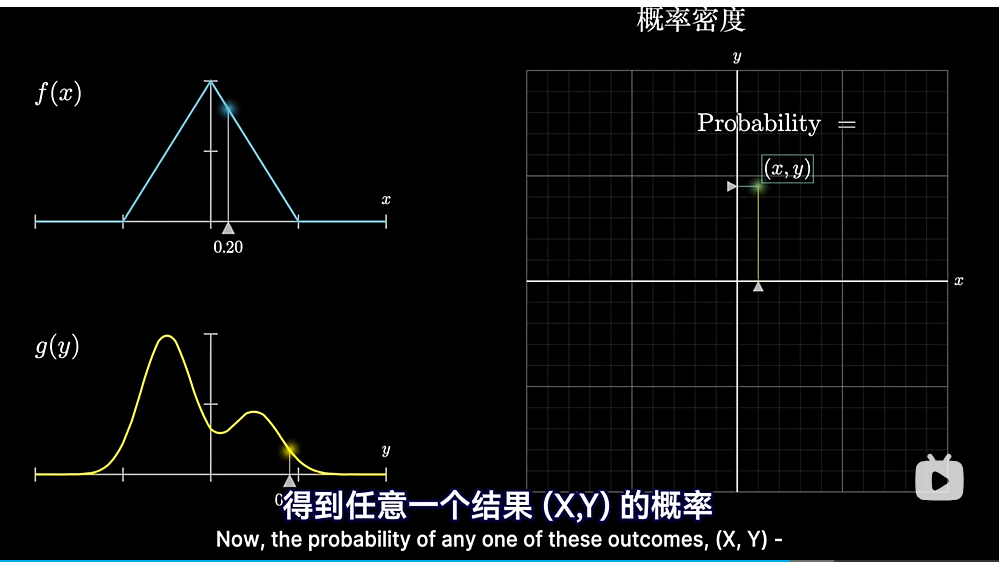 概率密度
f(x)
x
0.20
g(y)
y
y
Probability =
(x, y)
x
得到任意一个结果 (X,Y) 的概率
Now, the probability of any one of these outcomes, (X, Y) -